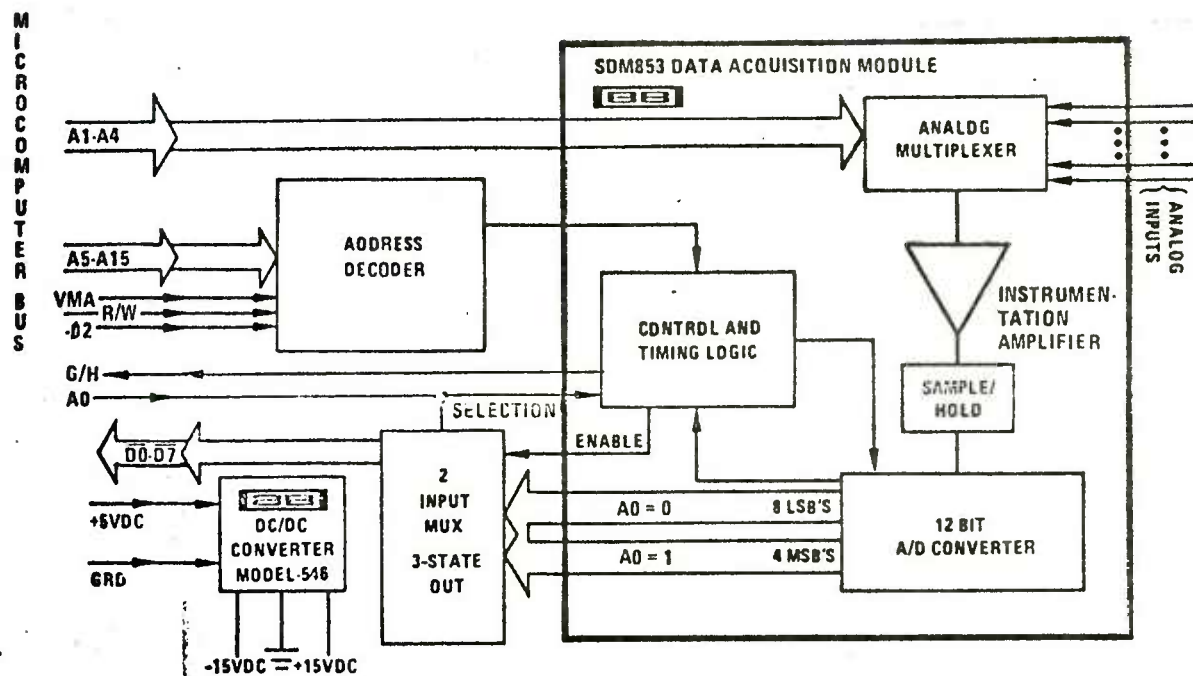 MICROCOMPUTER BUS
SDM853 DATA ACQUISITION MODULE
BB
A1-A4
ANALOG
MULTIPLEXER
ANALOG
INPUTS
ADDRESS
DECODER
A5-A15
VMA
R/W
-02
CONTROL AND
TIMING LOGIC
INSTRUMEN-
TATION
AMPLIFIER
G/H
A0
SELECTION
SAMPLE/
HOLD
ENABLE
D0-D7
2
INPUT
MUX
3-STATE
OUT
A0 = 0
8 LSB'S
A0 = 1
4 MSB'S
12 BIT
A/D CONVERTER
+5VDC
GRD
BB
DC/DC
CONVERTER
MODEL-546
-15VDC
+15VDC